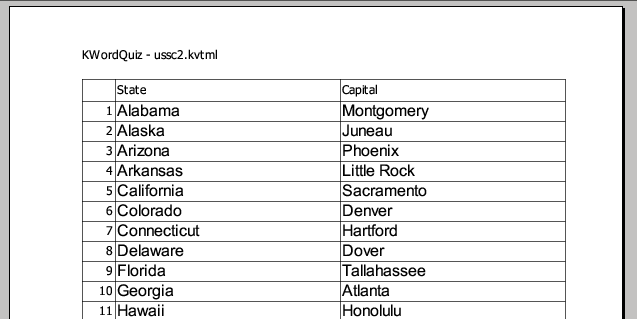 KWordQuiz - ussc2.kvtml
State Capital
1 Alabama Montgomery
2 Alaska Juneau
3 Arizona Phoenix
4 Arkansas Little Rock
5 California Sacramento
6 Colorado Denver
7 Connecticut Hartford
8 Delaware Dover
9 Florida Tallahassee
10 Georgia Atlanta
11 Hawaii Honolulu